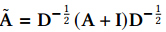 Ã = D^{-1/2} (A + I)D^{-1/2}